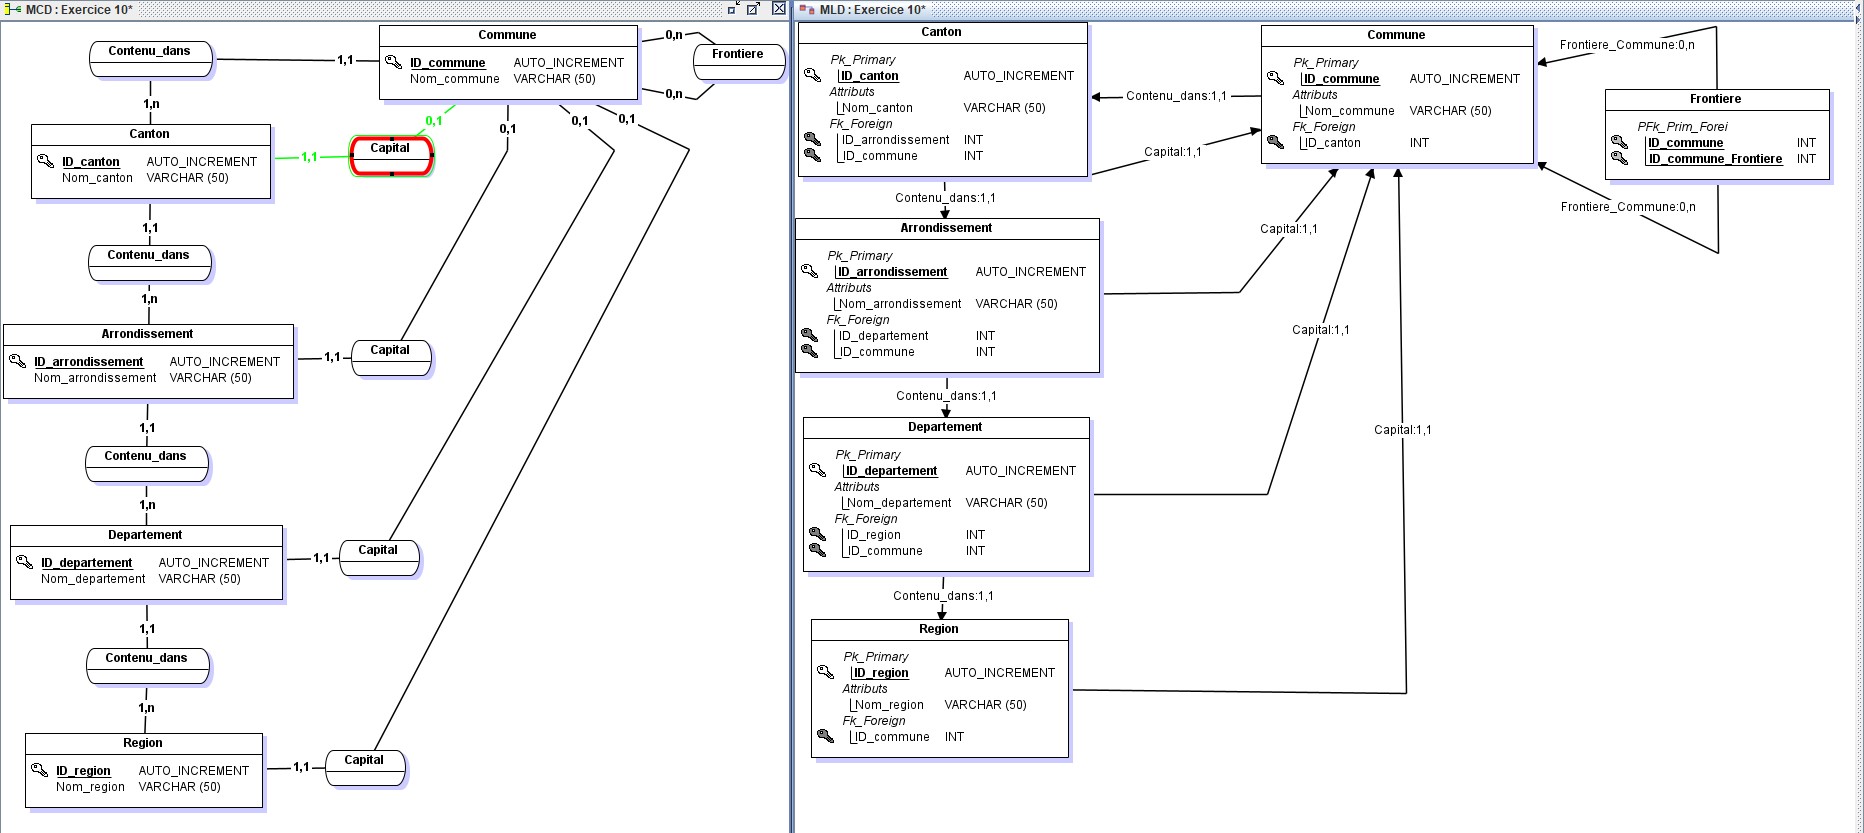 MCD : Exercice 10*
Contenu_dans
1,1
1,n
Commune
ID_commune AUTO_INCREMENT
Nom_commune VARCHAR (50)
0,n
Frontiere
0,n
Canton
ID_canton AUTO_INCREMENT
Nom_canton VARCHAR (50)
1,1
Capital
0,1
0,1
0,1
0,1
1,1
Contenu_dans
1,n
Arrondissement
ID_arrondissement AUTO_INCREMENT
Nom_arrondissement VARCHAR (50)
1,1
Capital
1,1
Contenu_dans
1,n
Departement
ID_departement AUTO_INCREMENT
Nom_departement VARCHAR (50)
1,1
Capital
1,1
Contenu_dans
1,n
Region
ID_region AUTO_INCREMENT
Nom_region VARCHAR (50)
1,1
Capital
MLD : Exercice 10*
Canton
Pk_Primary
ID_canton AUTO_INCREMENT
Attributs
Nom_canton VARCHAR (50)
Fk_Foreign
ID_arrondissement INT
ID_commune INT
Contenu_dans:1,1
Capital:1,1
Commune
Pk_Primary
ID_commune AUTO_INCREMENT
Attributs
Nom_commune VARCHAR (50)
Fk_Foreign
ID_canton INT
Frontiere_Commune:0,n
Frontiere
PFk_Prim_Forei
ID_commune INT
ID_commune_Frontiere INT
Frontiere_Commune:0,n
Contenu_dans:1,1
Arrondissement
Pk_Primary
ID_arrondissement AUTO_INCREMENT
Attributs
Nom_arrondissement VARCHAR (50)
Fk_Foreign
ID_departement INT
ID_commune INT
Capital:1,1
Contenu_dans:1,1
Departement
Pk_Primary
ID_departement AUTO_INCREMENT
Attributs
Nom_departement VARCHAR (50)
Fk_Foreign
ID_region INT
ID_commune INT
Capital:1,1
Contenu_dans:1,1
Region
Pk_Primary
ID_region AUTO_INCREMENT
Attributs
Nom_region VARCHAR (50)
Fk_Foreign
ID_commune INT
Capital:1,1